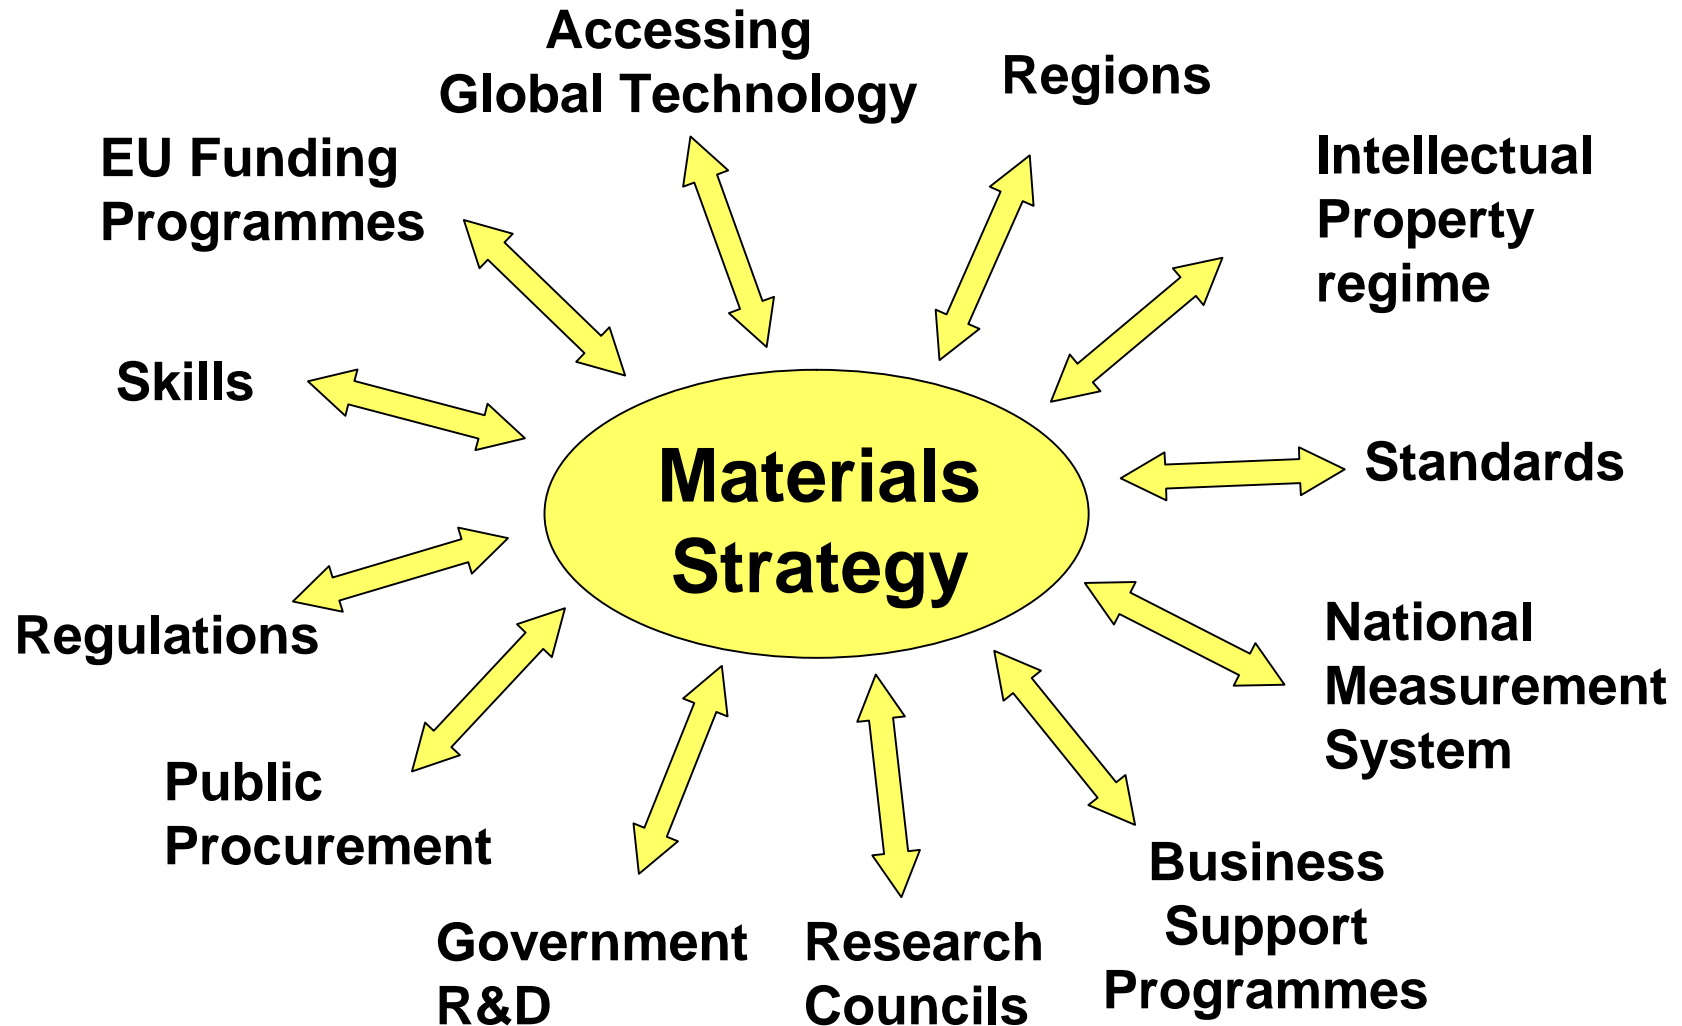 Accessing
Global Technology
Regions
Intellectual
Property
regime
EU Funding
Programmes
Skills
Materials
Strategy
Standards
Regulations
National
Measurement
System
Public
Procurement
Business
Support
Programmes
Government
R&D
Research
Councils